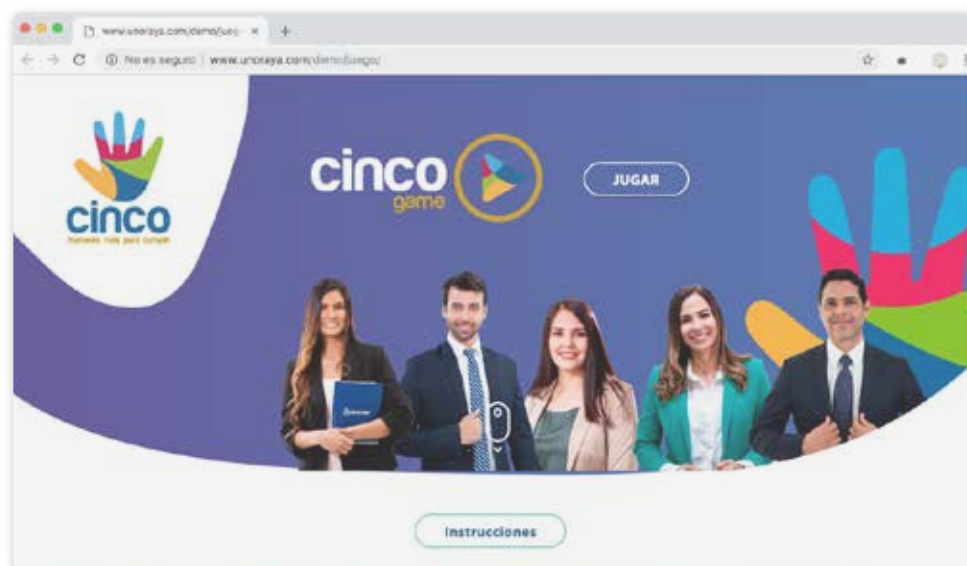 www.unoraya.com/demo/jueg
No es seguro | www.unoraya.com/demo/juego/
cinco
game
JUGAR
cinco
Instrucciones